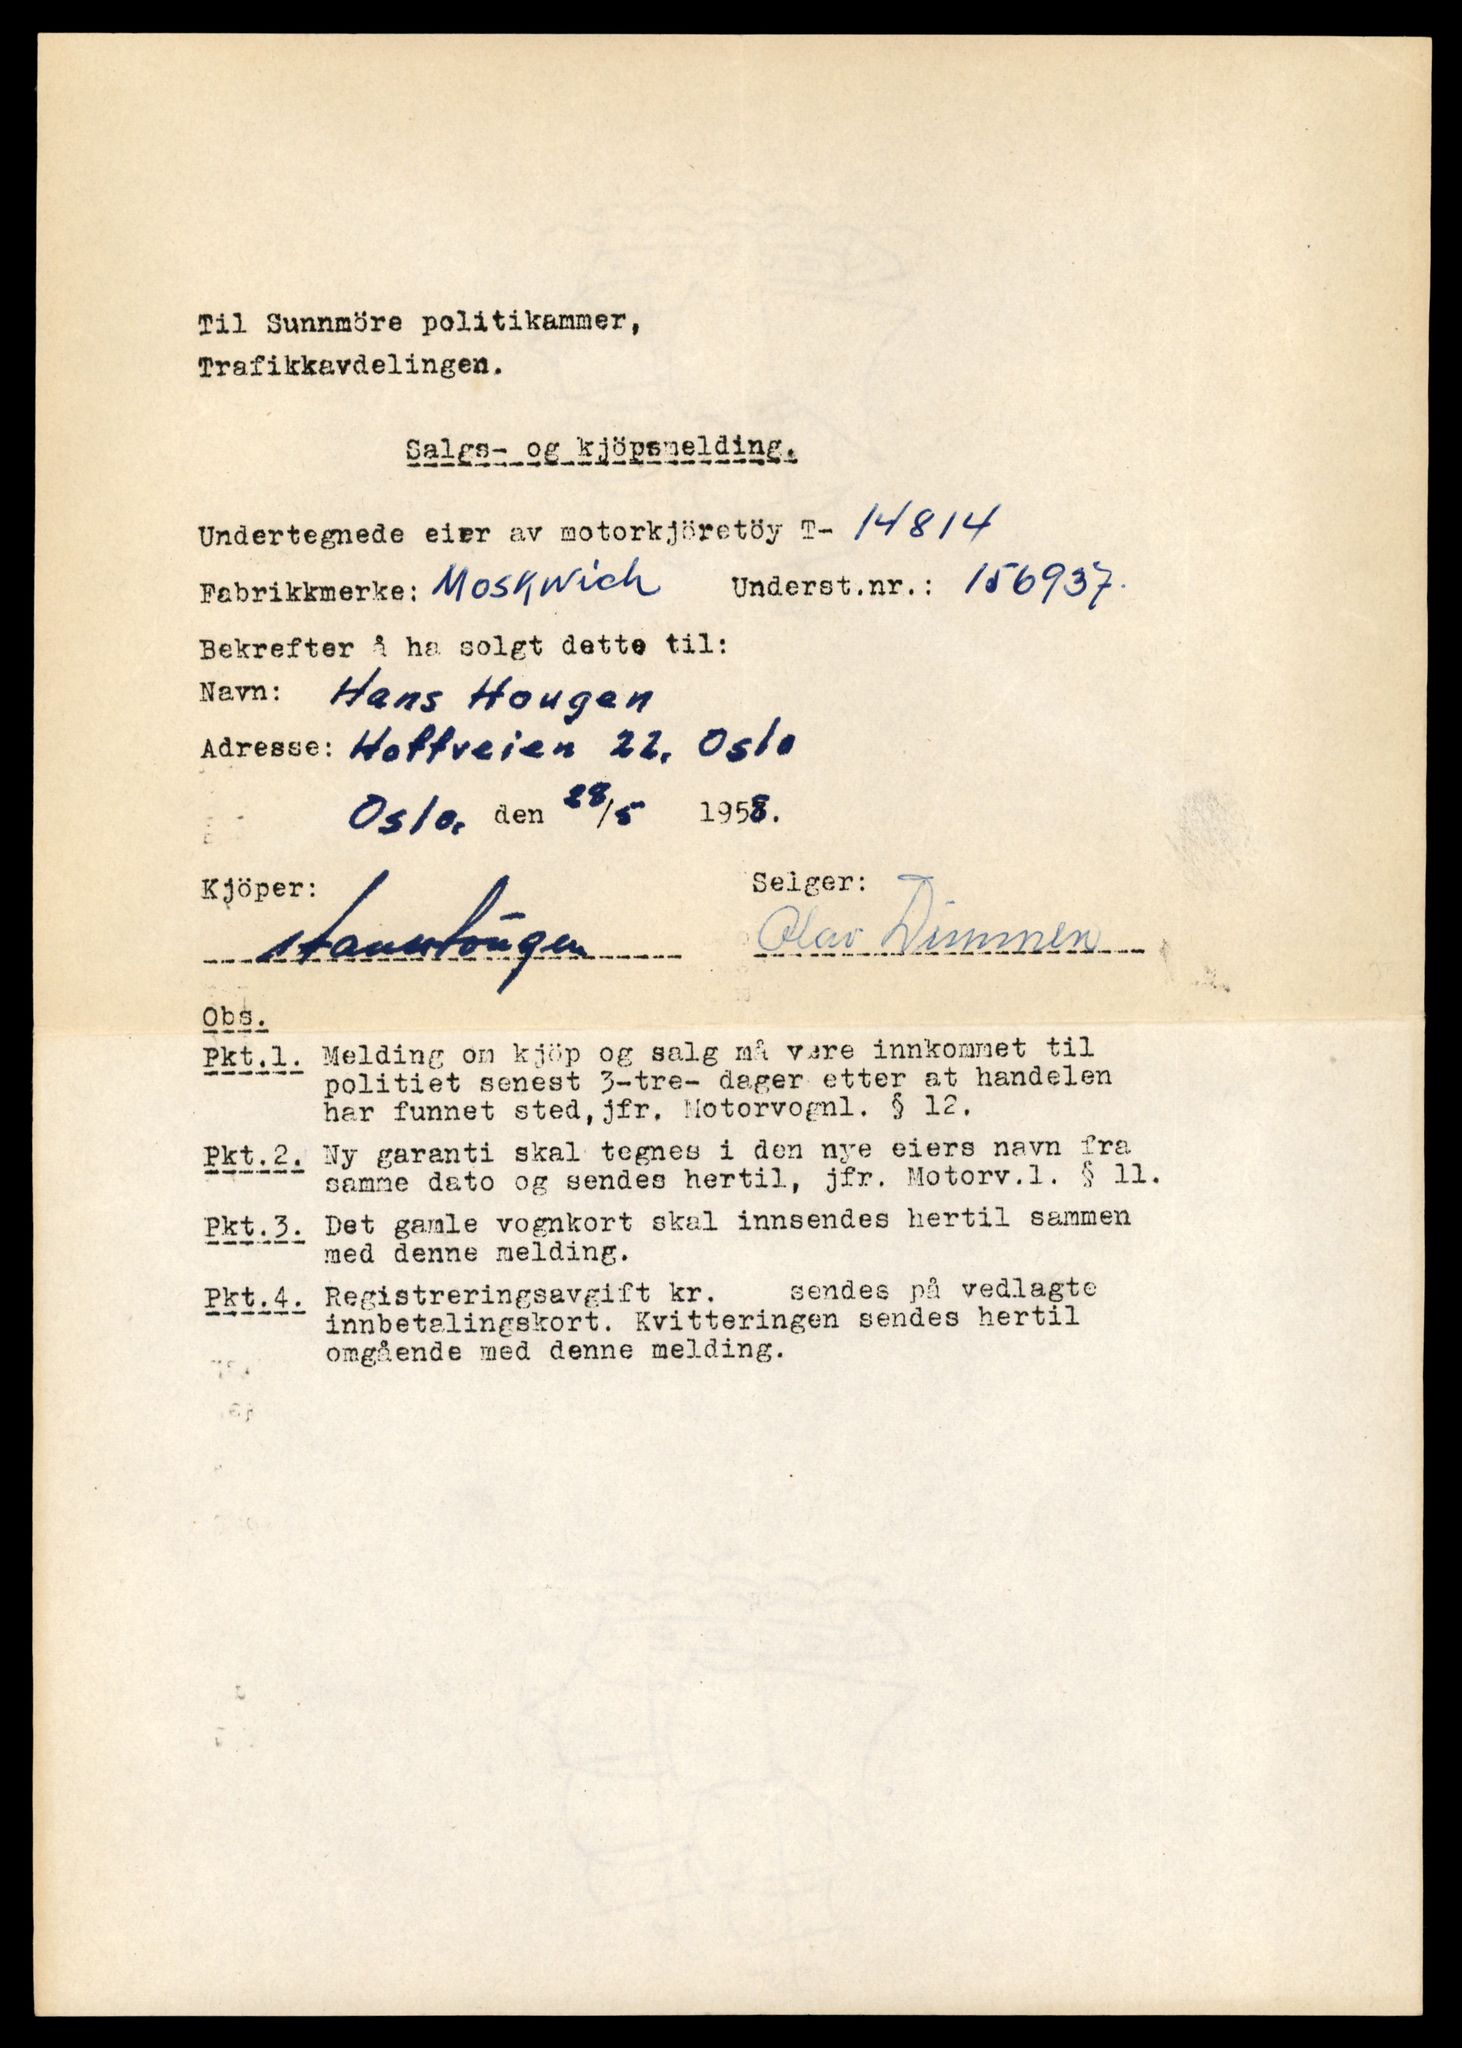 Til Sunnmöre politikammer,
Trafikkavdelingen.
Salgs- og kjöpsmelding.
Undertegnede eier av motorkjöretöy T- 14814
Fabrikkmerke: Moskwich Underst.nr.: 156937.
Bekrefter å ha solgt dette til:
Navn: Hans Hougen
Adresse: Hoffveien 22, Oslo
Oslo, den 28/5 1958.
Kjöper: Selger:
Hans Hougen Olav Dimmen
Obs.
Pkt.1. Melding om kjöp og salg må være innkommet til
politiet senest 3-tre- dager etter at handelen
har funnet sted, jfr. Motorvognl. § 12.
Pkt.2. Ny garanti skal tegnes i den nye eiers navn fra
samme dato og sendes hertil, jfr. Motorv.l. § 11.
Pkt.3. Det gamle vognkort skal innsendes hertil sammen
med denne melding.
Pkt.4. Registreringsavgift kr. sendes på vedlagte
innbetalingskort. Kvitteringen sendes hertil
omgående med denne melding.